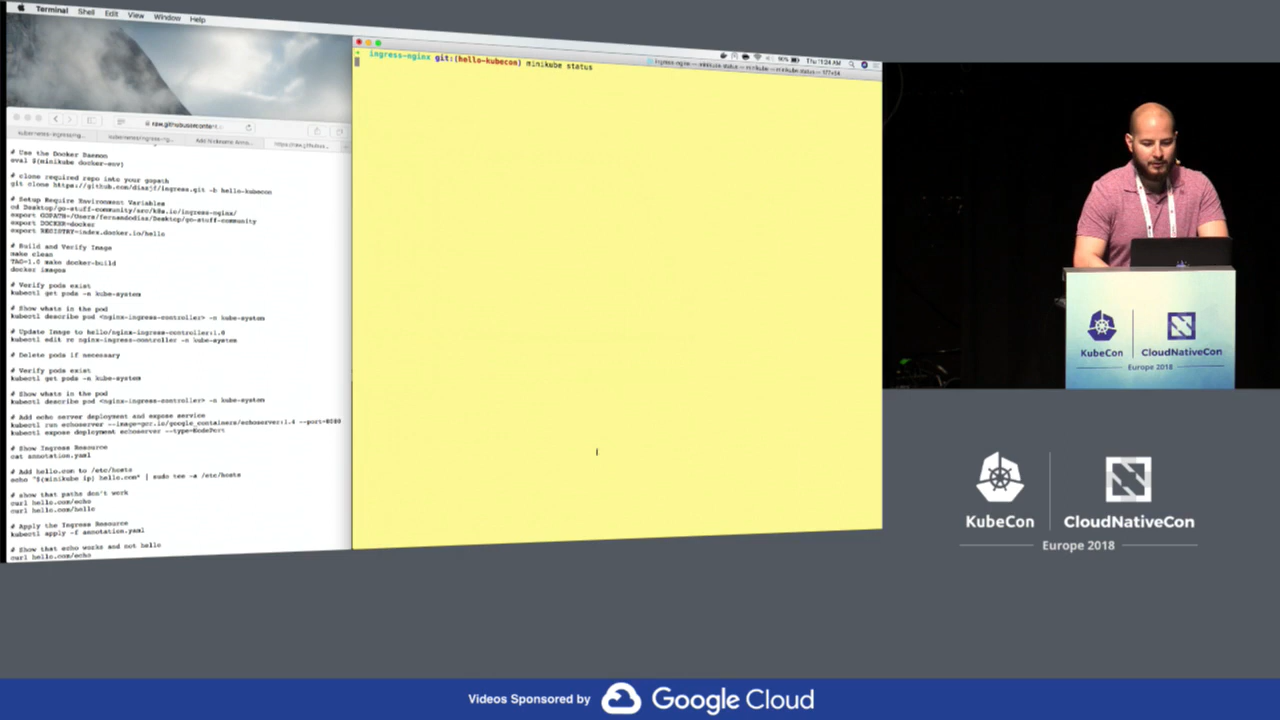 Terminal Shell Edit View Window Help
Thu 11:24 AM
ingress-nginx git:(hello-kubecon) minikube status
raw.githubusercontent.
# Use the Docker Daemon
eval $(minikube docker-env)
# clone required repo into your gopath
git clone https://github.com/diazjf/ingress.git -b hello-kubecon
# Setup Require Environment Variables
cd Desktop/go-stuff-community/src/k8s.io/ingress-nginx/
export GOPATH=/Users/fernandodiaz/Desktop/go-stuff-community
export DOCKER=docker
export REGISTRY=index.docker.io/hello
# Build and Verify Image
make clean
TAG=1.0 make docker-build
docker images
# Verify pods exist
kubectl get pods -n kube-system
# Show whats in the pod
kubectl describe pod <nginx-ingress-controller> -n kube-system
# Update Image to hello/nginx-ingress-controller:1.0
kubectl edit rc nginx-ingress-controller -n kube-system
# Delete pods if necessary
# Verify pods exist
kubectl get pods -n kube-system
# Show whats in the pod
kubectl describe pod <nginx-ingress-controller> -n kube-system
# Add echo server deployment and expose service
kubectl run echoserver --image=gcr.io/google_containers/echoserver:1.4 --port=8080
kubectl expose deployment echoserver --type=NodePort
# Show Ingress Resource
cat annotation.yaml
# Add hello.com to /etc/hosts
echo "$(minikube ip) hello.com" | sudo tee -a /etc/hosts
# show that paths don't work
curl hello.com/echo
curl hello.com/hello
# Apply the Ingress Resource
kubectl apply -f annotation.yaml
# Show that echo works and not hello
curl hello.com/echo
KubeCon
CloudNativeCon
Europe 2018
KubeCon
CloudNativeCon
Europe 2018
Videos Sponsored by Google Cloud